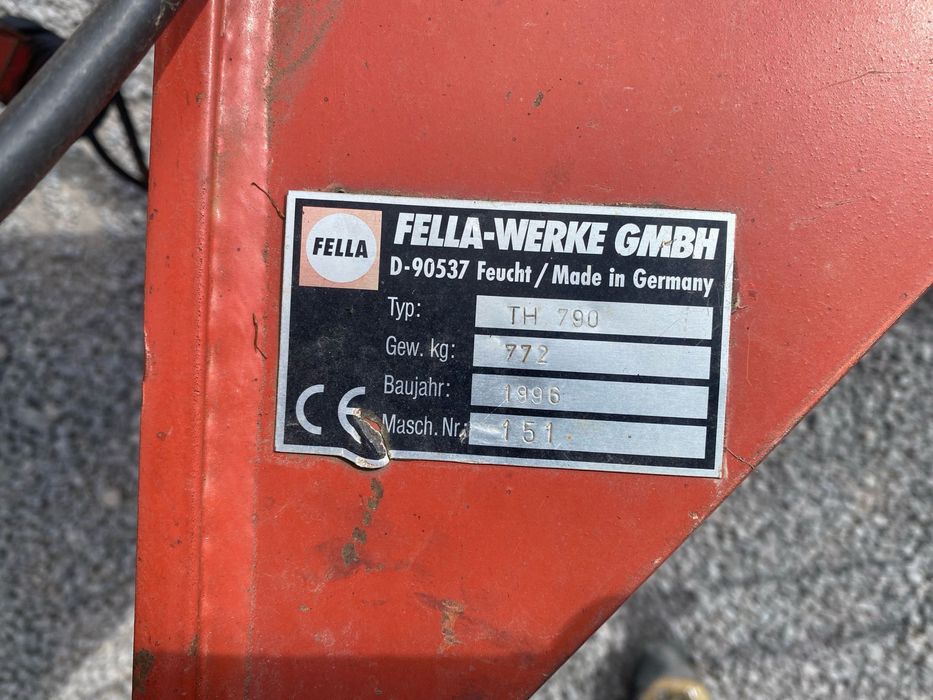 FELLA
FELLA-WERKE GMBH
D-90537 Feucht / Made in Germany
Typ: TH 790
Gew. kg: 772
Baujahr: 1996
Masch. Nr.: 151
CE